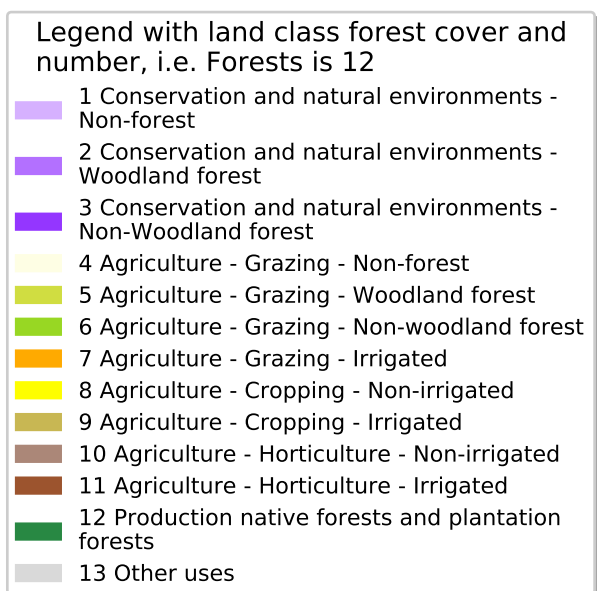 Legend with land class forest cover and
number, i.e. Forests is 12
1 Conservation and natural environments -
Non-forest
2 Conservation and natural environments -
Woodland forest
3 Conservation and natural environments -
Non-Woodland forest
4 Agriculture - Grazing - Non-forest
5 Agriculture - Grazing - Woodland forest
6 Agriculture - Grazing - Non-woodland forest
7 Agriculture - Grazing - Irrigated
8 Agriculture - Cropping - Non-irrigated
9 Agriculture - Cropping - Irrigated
10 Agriculture - Horticulture - Non-irrigated
11 Agriculture - Horticulture - Irrigated
12 Production native forests and plantation
forests
13 Other uses